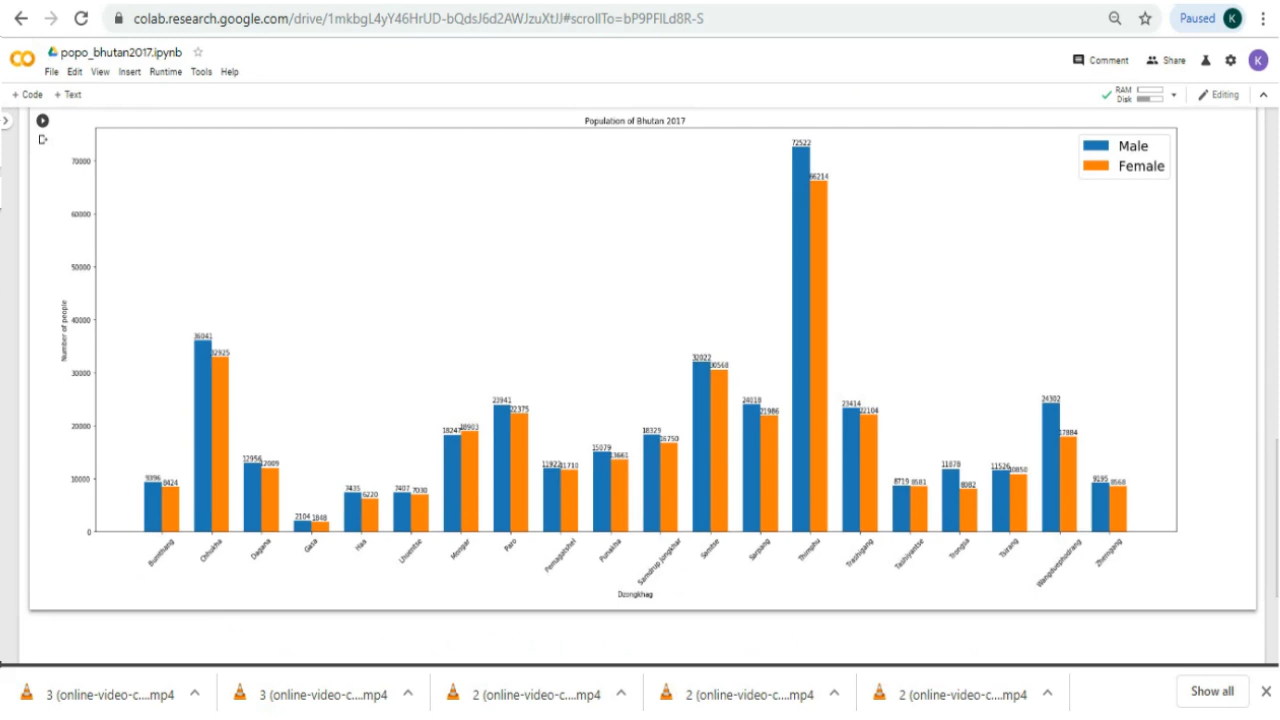 colab.research.google.com/drive/1mkbgL4yY46HrUD-bQdsJ6d2AWJzuXtJJ#scrollTo=bP9PFlLd8R-S
Paused K
popo_bhutan2017.ipynb
File Edit View Insert Runtime Tools Help
Comment Share K
+ Code + Text
RAM
Disk
Editing
Population of Bhutan 2017
Male
Female
Number of people
70000
60000
50000
40000
30000
20000
10000
0
9396 8424
36041 32925
12956 12009
2104 1848
7435 6220
7407 7030
18247 18903
23941 22375
11922 11710
15079 13661
18329 16750
32022 30568
24018 21986
72522 66214
23414 22104
8719 8581
11878 8082
11526 10850
24302 17884
9195 8568
Bumthang
Chhukha
Dagana
Gasa
Haa
Lhuentse
Mongar
Paro
Pemagatshel
Punakha
Samdrup Jongkhar
Samtse
Sarpang
Thimphu
Trashigang
Tashiyantse
Trongsa
Tsirang
Wangduephodrang
Zhemgang
Dzongkhag
3 (online-video-c....mp4
3 (online-video-c....mp4
2 (online-video-c....mp4
2 (online-video-c....mp4
2 (online-video-c....mp4
Show all